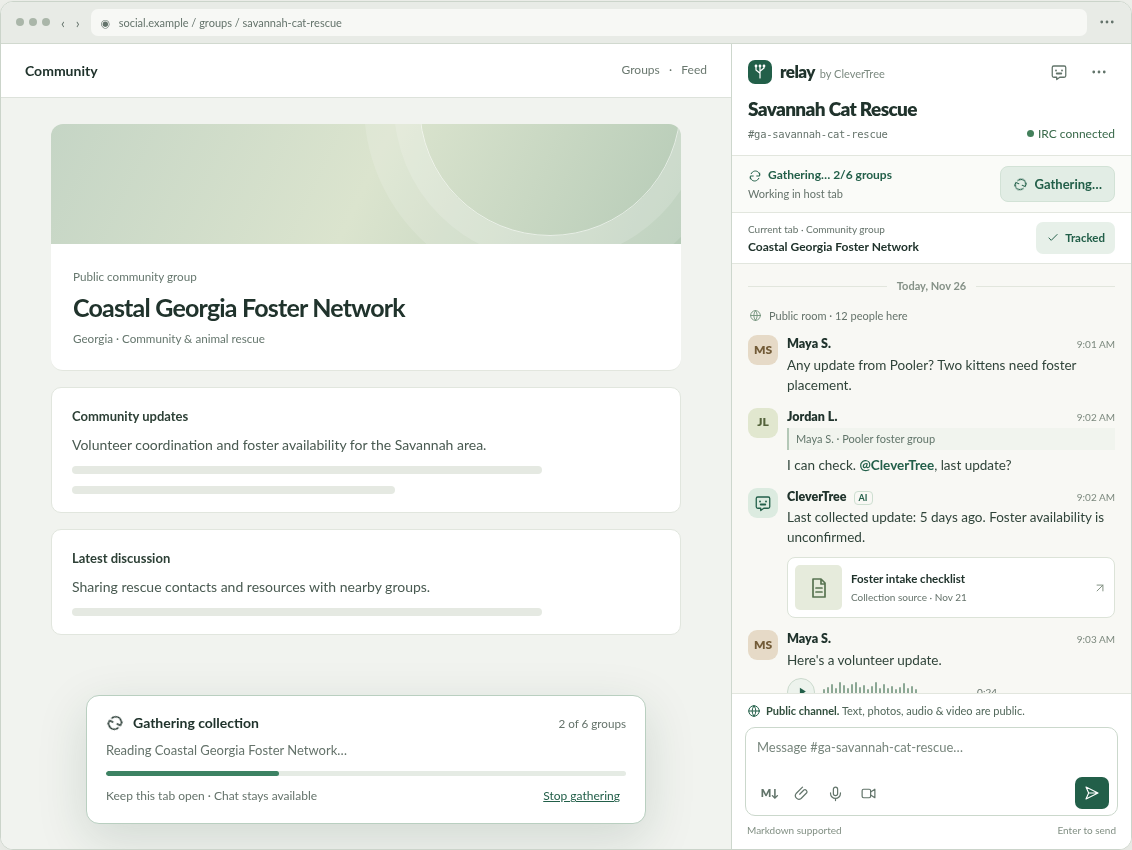 social.example / groups / savannah-cat-rescue
Community
Groups · Feed
Public community group
Coastal Georgia Foster Network
Georgia · Community & animal rescue
Community updates
Volunteer coordination and foster availability for the Savannah area.
Latest discussion
Sharing rescue contacts and resources with nearby groups.
Gathering collection
2 of 6 groups
Reading Coastal Georgia Foster Network...
Keep this tab open · Chat stays available
Stop gathering
relay by CleverTree
Savannah Cat Rescue
#ga-savannah-cat-rescue
IRC connected
Gathering... 2/6 groups
Working in host tab
Gathering...
Current tab · Community group
Coastal Georgia Foster Network
Tracked
Today, Nov 26
Public room · 12 people here
MS
Maya S.
9:01 AM
Any update from Pooler? Two kittens need foster
placement.
JL
Jordan L.
9:02 AM
Maya S. · Pooler foster group
I can check. @CleverTree, last update?
CleverTree AI
9:02 AM
Last collected update: 5 days ago. Foster availability is
unconfirmed.
Foster intake checklist
Collection source · Nov 21
MS
Maya S.
9:03 AM
Here's a volunteer update.
0:24
Public channel. Text, photos, audio & video are public.
Message #ga-savannah-cat-rescue...
M↓
Markdown supported
Enter to send